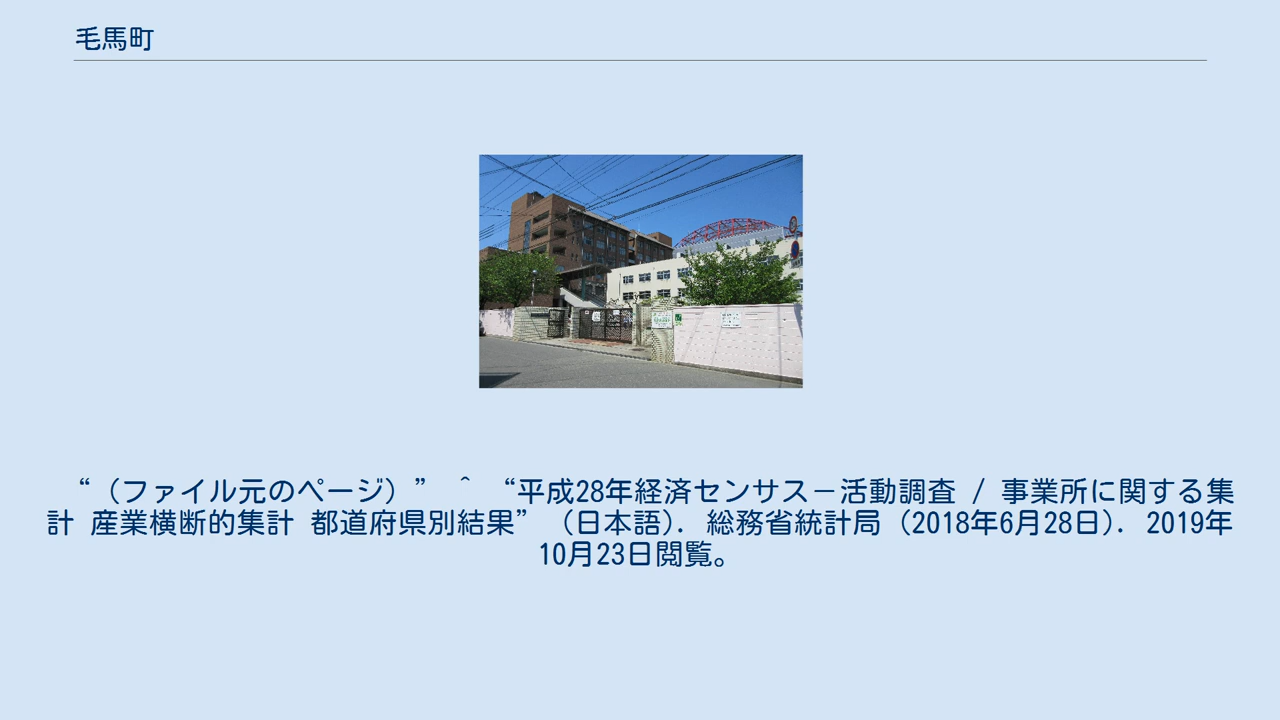 毛馬町
“（ファイル元のページ）” ^ “平成28年経済センサス－活動調査 / 事業所に関する集
計 産業横断的集計 都道府県別結果” （日本語）. 総務省統計局 (2018年6月28日). 2019年
10月23日閲覧。